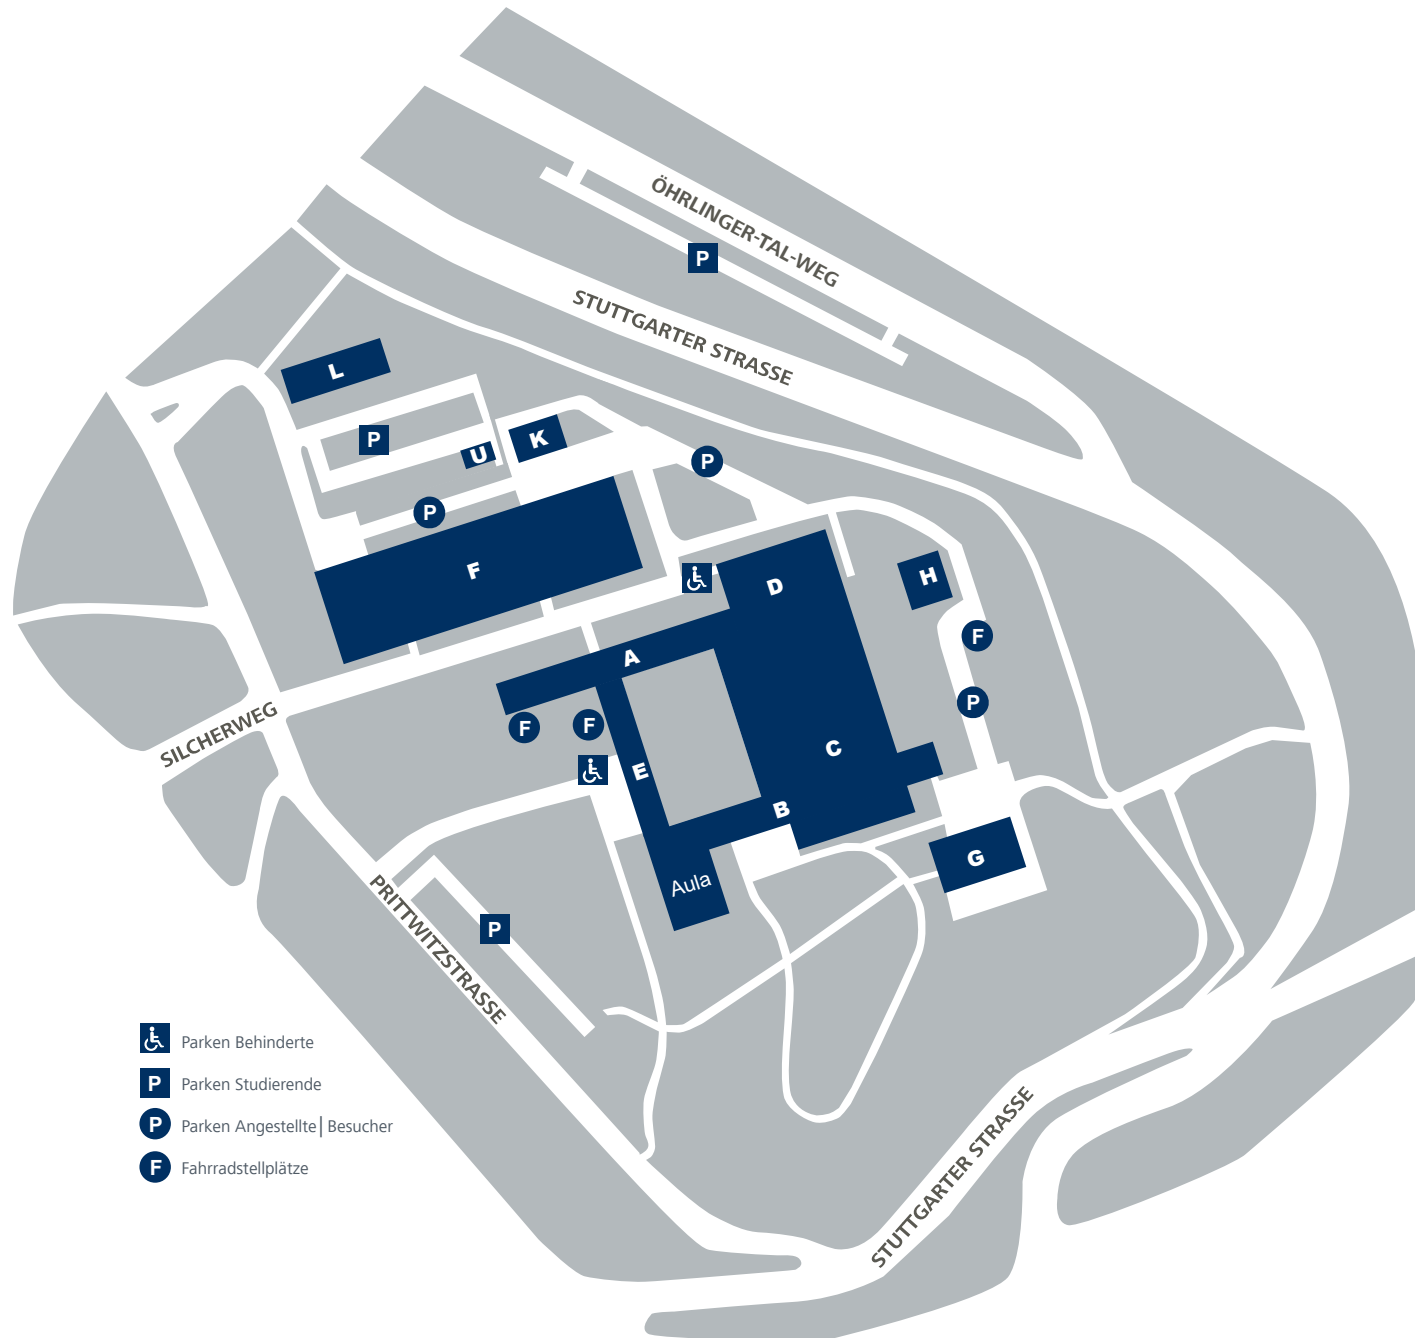 ÖHRLINGER-TAL-WEG
P
STUTTGARTER STRASSE
L
P
U
K
P
P
F
D
H
F
A
P
SILCHERWEG
F
F
E
C
B
G
Aula
PRITTWITZSTRASSE
P
P Parken Behinderte
P Parken Studierende
P Parken Angestellte | Besucher
F Fahrradstellplätze
STUTTGARTER STRASSE